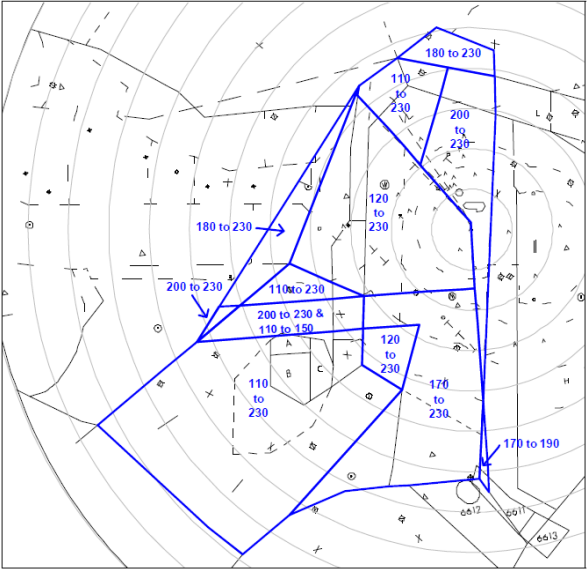 180 to 230
110
to
230
200
to
230
L
120
to
230
180 to 230
200 to 230
110 to 230
200 to 230 &
110 to 150
A
B
U
120
to
230
110
to
230
170
to
230
170 to 190
6612
6611
6613
H